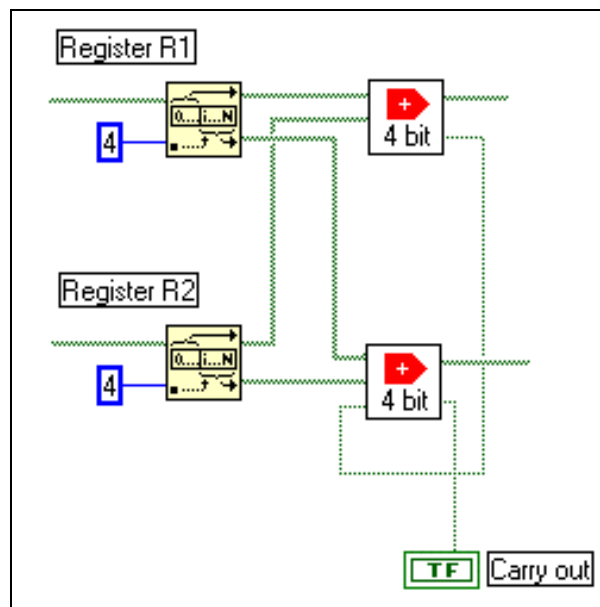 Register R1
0...i...N
4
+
4 bit
Register R2
0...i...N
4
+
4 bit
TF
Carry out